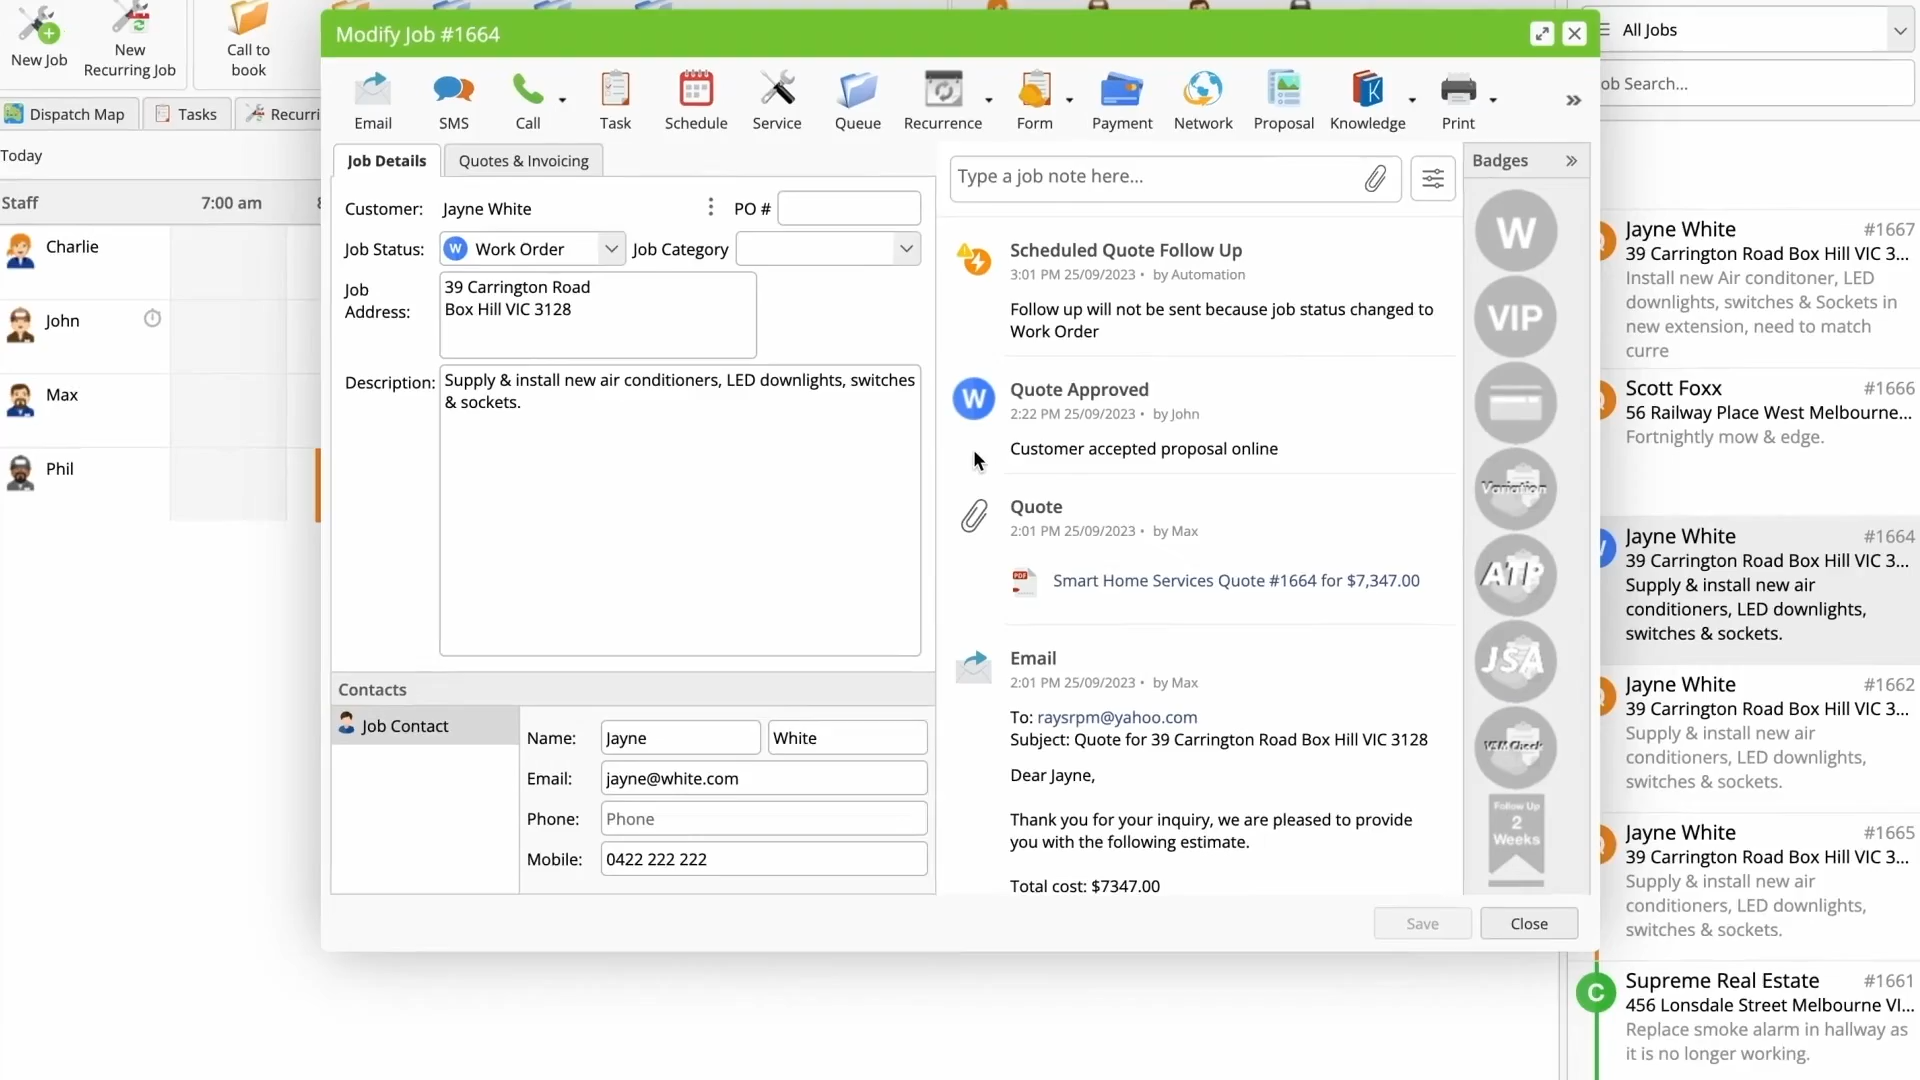 New Job
New
Recurring Job
Call to
book
Dispatch Map
Tasks
Recurri
Today
Staff
7:00 am
Charlie
John
Max
Phil
Modify Job #1664
Email
SMS
Call
Task
Schedule
Service
Queue
Recurrence
Form
Payment
Network
Proposal
Knowledge
Print
Job Details
Quotes & Invoicing
Customer:
Jayne White
PO #
Job Status:
W
Work Order
Job Category
Job
Address:
39 Carrington Road
Box Hill VIC 3128
Description:
Supply & install new air conditioners, LED downlights, switches
& sockets.
Contacts
Job Contact
Name:
Jayne
White
Email:
jayne@white.com
Phone:
Phone
Mobile:
0422 222 222
Type a job note here...
Scheduled Quote Follow Up
3:01 PM 25/09/2023 • by Automation
Follow up will not be sent because job status changed to
Work Order
W
Quote Approved
2:22 PM 25/09/2023 • by John
Customer accepted proposal online
Quote
2:01 PM 25/09/2023 • by Max
PDF
Smart Home Services Quote #1664 for $7,347.00
Email
2:01 PM 25/09/2023 • by Max
To: raysrpm@yahoo.com
Subject: Quote for 39 Carrington Road Box Hill VIC 3128
Dear Jayne,
Thank you for your inquiry, we are pleased to provide
you with the following estimate.
Total cost: $7347.00
Badges
W
VIP
Variation
ATP
JSA
Follow Up
2
Weeks
Save
Close
All Jobs
ob Search...
Jayne White
#1667
39 Carrington Road Box Hill VIC 3...
Install new Air conditoner, LED
downlights, switches & Sockets in
new extension, need to match
curre
Scott Foxx
#1666
56 Railway Place West Melbourne...
Fortnightly mow & edge.
Jayne White
#1664
39 Carrington Road Box Hill VIC 3...
Supply & install new air
conditioners, LED downlights,
switches & sockets.
Jayne White
#1662
39 Carrington Road Box Hill VIC 3...
Supply & install new air
conditioners, LED downlights,
switches & sockets.
Jayne White
#1665
39 Carrington Road Box Hill VIC 3...
Supply & install new air
conditioners, LED downlights,
switches & sockets.
C
Supreme Real Estate
#1661
456 Lonsdale Street Melbourne VI...
Replace smoke alarm in hallway as
it is no longer working.